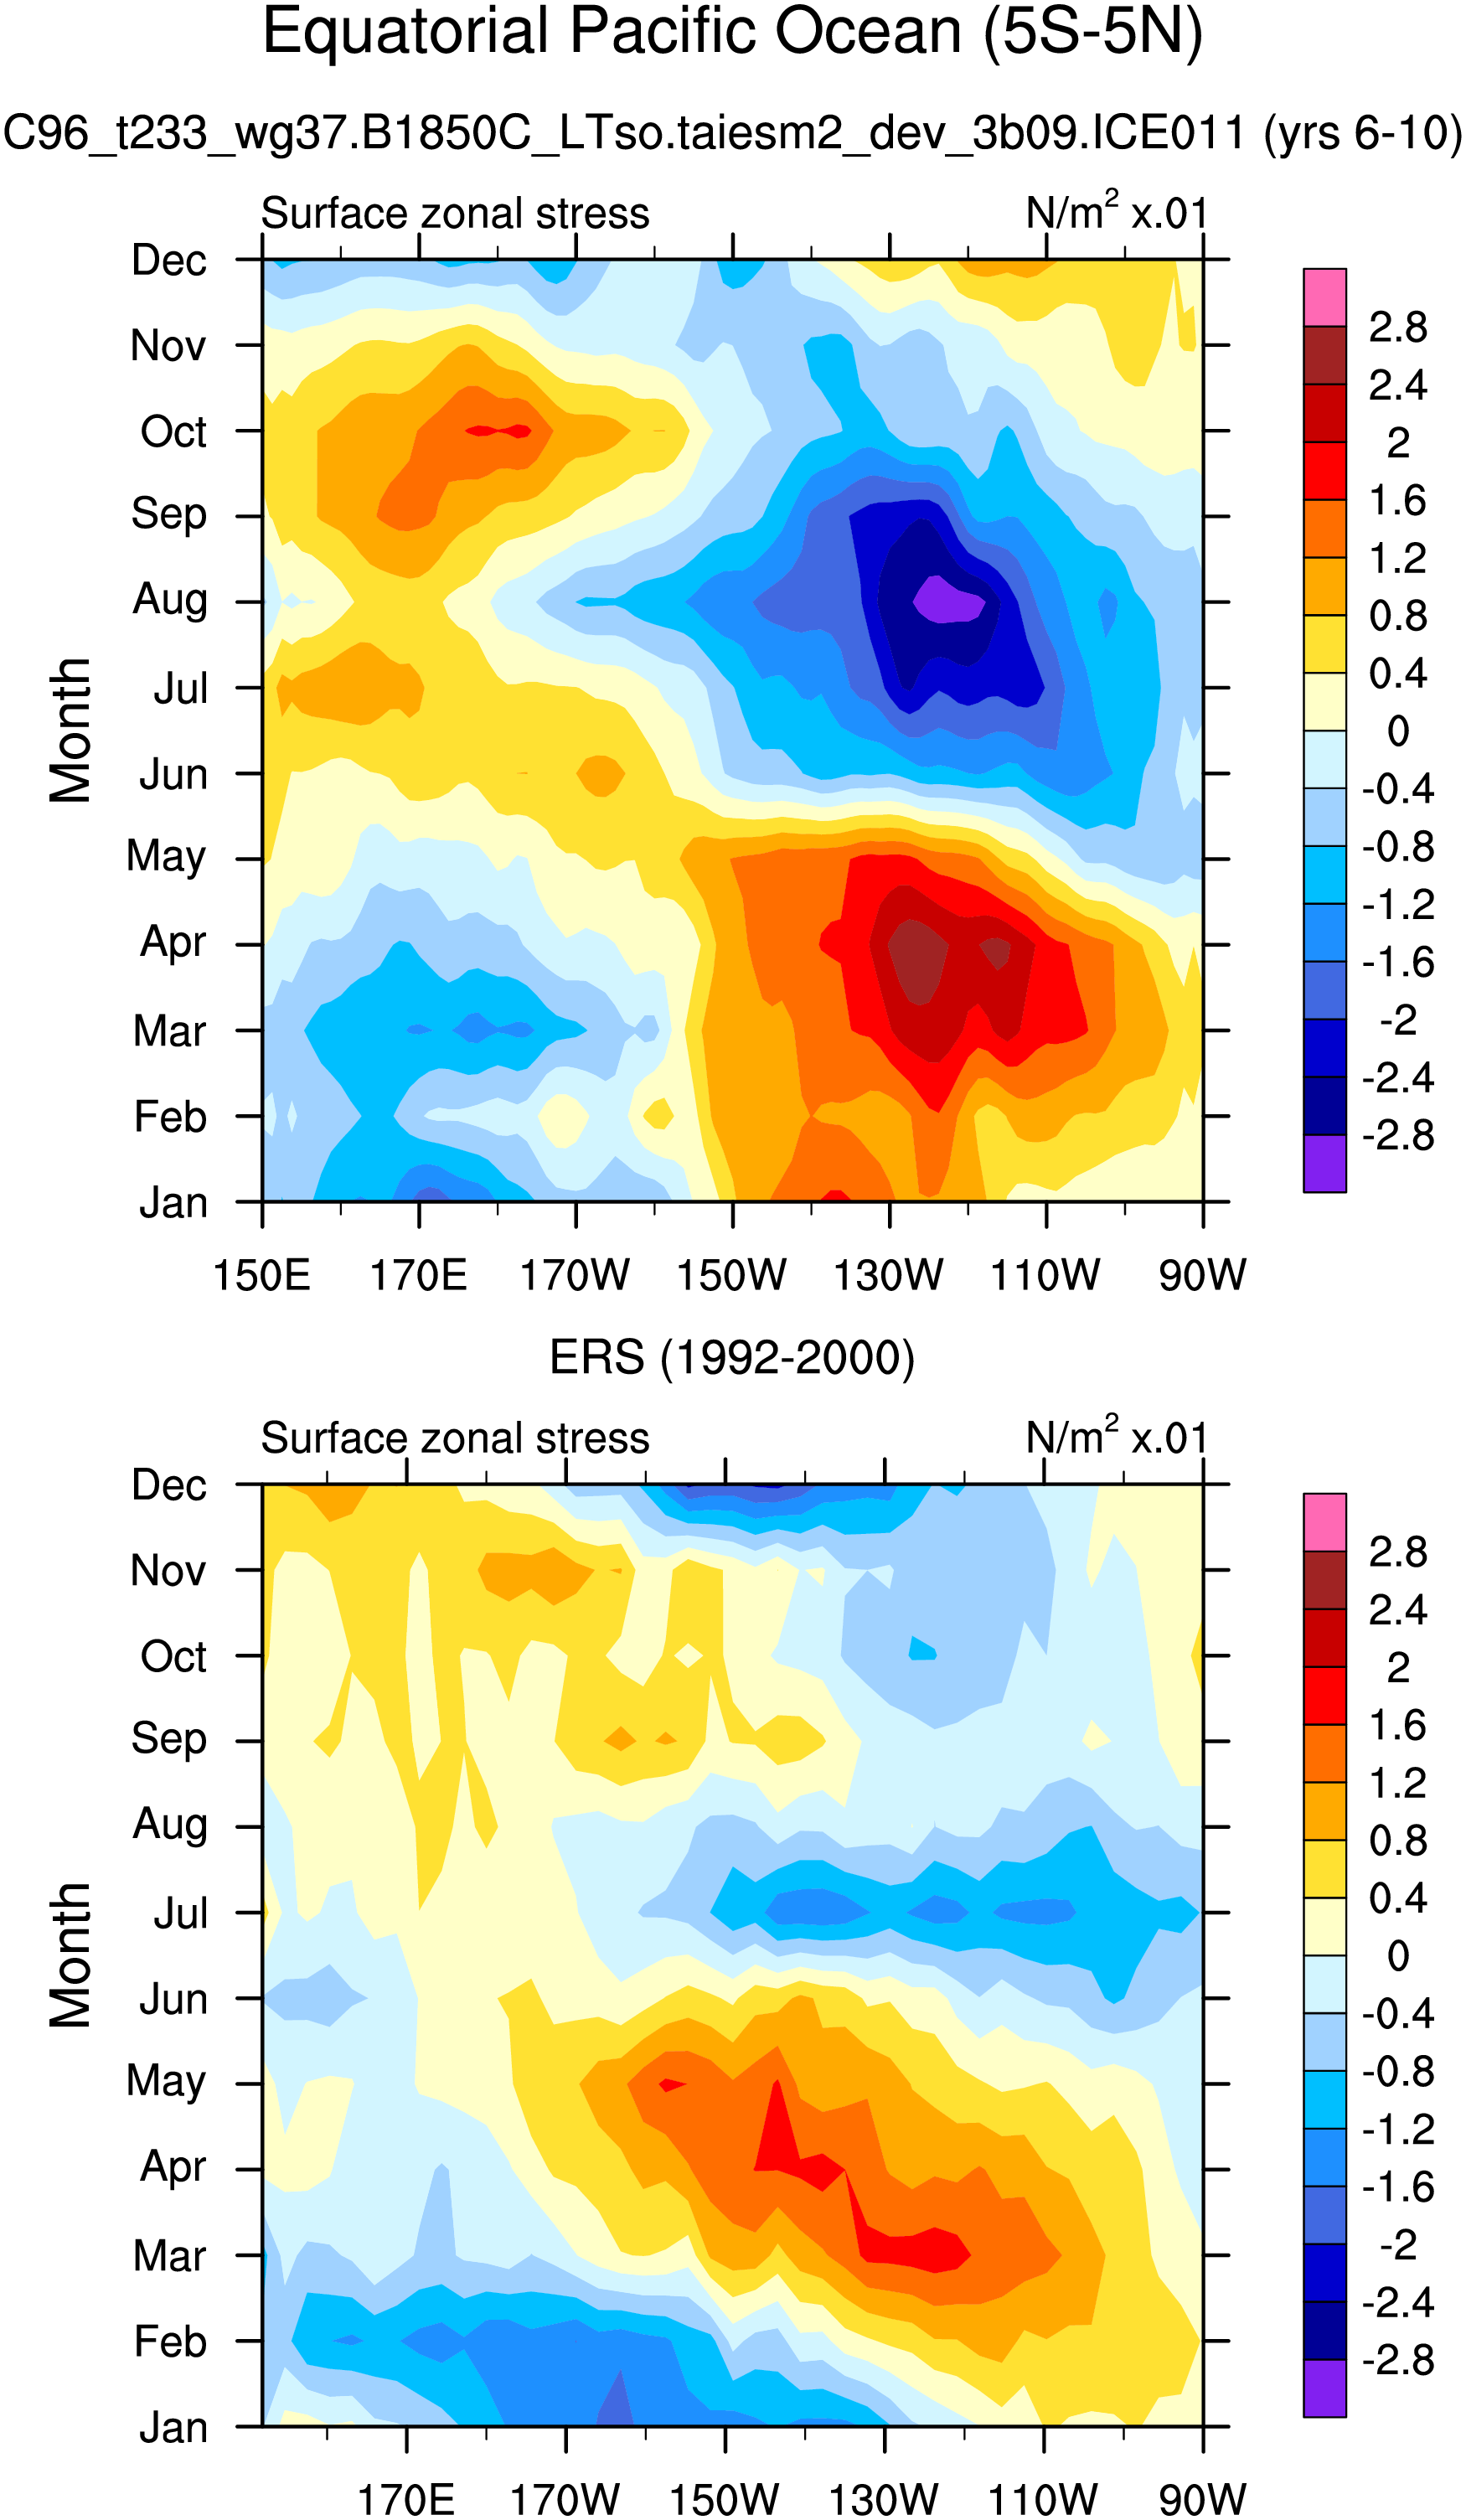 Equatorial Pacific Ocean (5S-5N)
C96_t233_wg37.B1850C_LTso.taiesm2_dev_3b09.ICE011 (yrs 6-10)
Surface zonal stress N/m² x.01
Dec
Nov
Oct
Sep
Aug
Jul
Jun
May
Apr
Mar
Feb
Jan
Month
150E 170E 170W 150W 130W 110W 90W
2.8
2.4
2
1.6
1.2
0.8
0.4
0
-0.4
-0.8
-1.2
-1.6
-2
-2.4
-2.8
ERS (1992-2000)
Surface zonal stress N/m² x.01
Dec
Nov
Oct
Sep
Aug
Jul
Jun
May
Apr
Mar
Feb
Jan
Month
170E 170W 150W 130W 110W 90W
2.8
2.4
2
1.6
1.2
0.8
0.4
0
-0.4
-0.8
-1.2
-1.6
-2
-2.4
-2.8